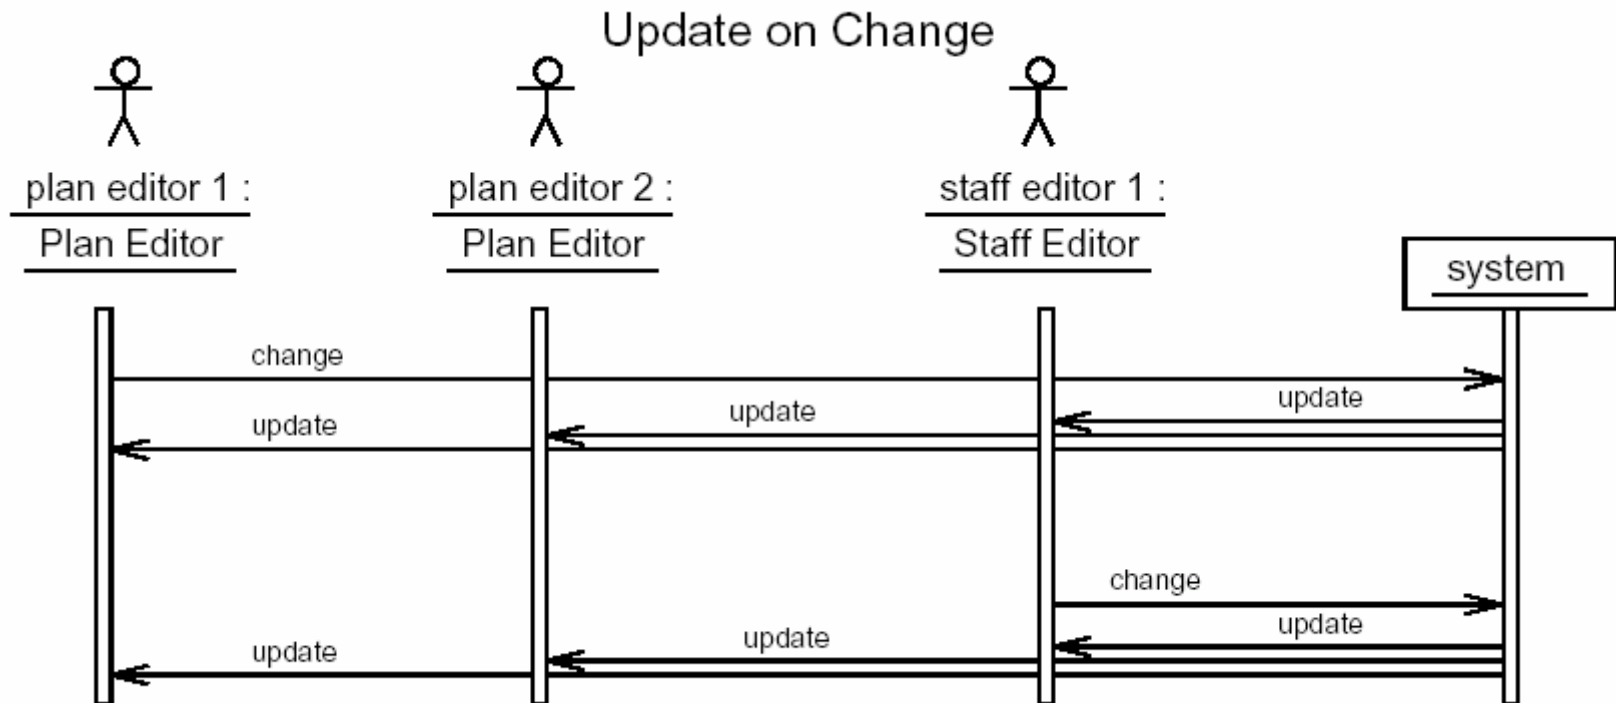 Update on Change
plan editor 1 :
Plan Editor
plan editor 2 :
Plan Editor
staff editor 1 :
Staff Editor
system
change
update
update
update
change
update
update
update